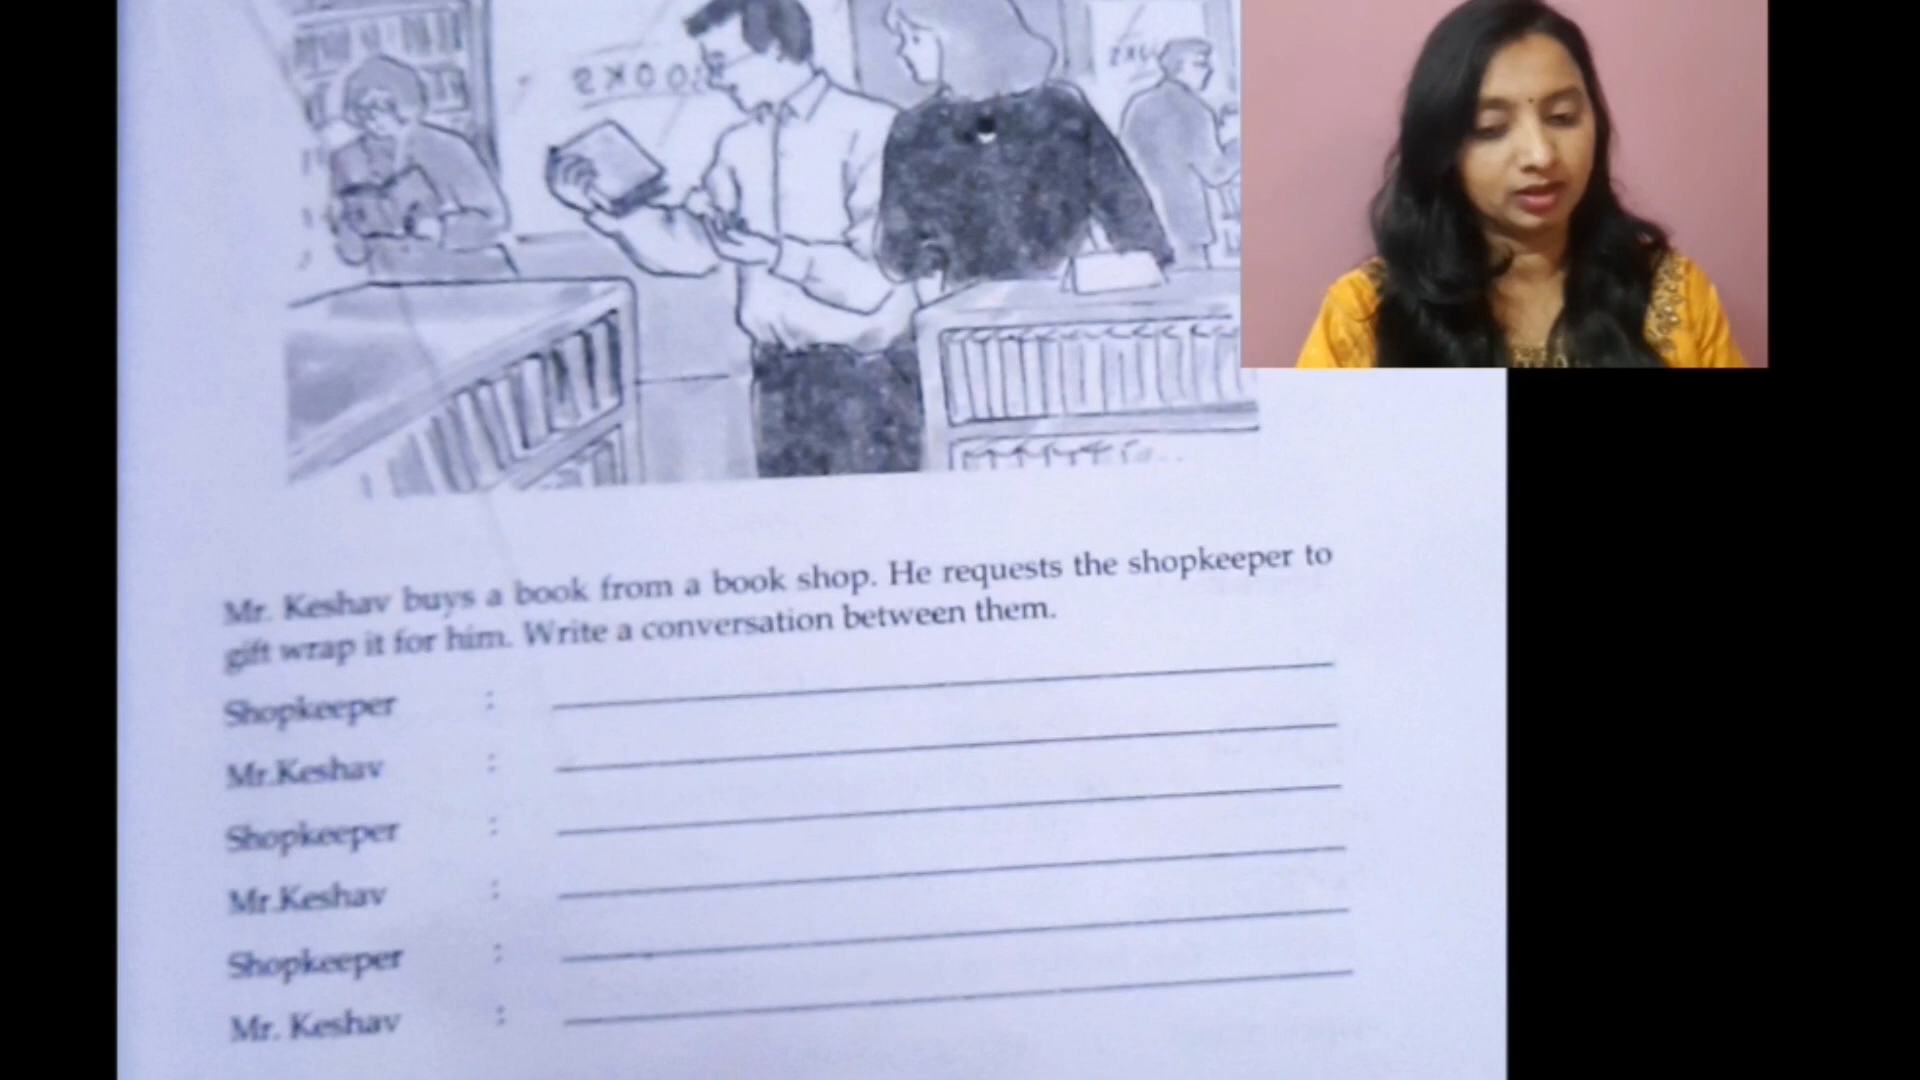 BOOKS
Mr. Keshav buys a book from a book shop. He requests the shopkeeper to
gift wrap it for him. Write a conversation between them.
Shopkeeper :
Mr.Keshav :
Shopkeeper :
Mr.Keshav :
Shopkeeper :
Mr. Keshav :